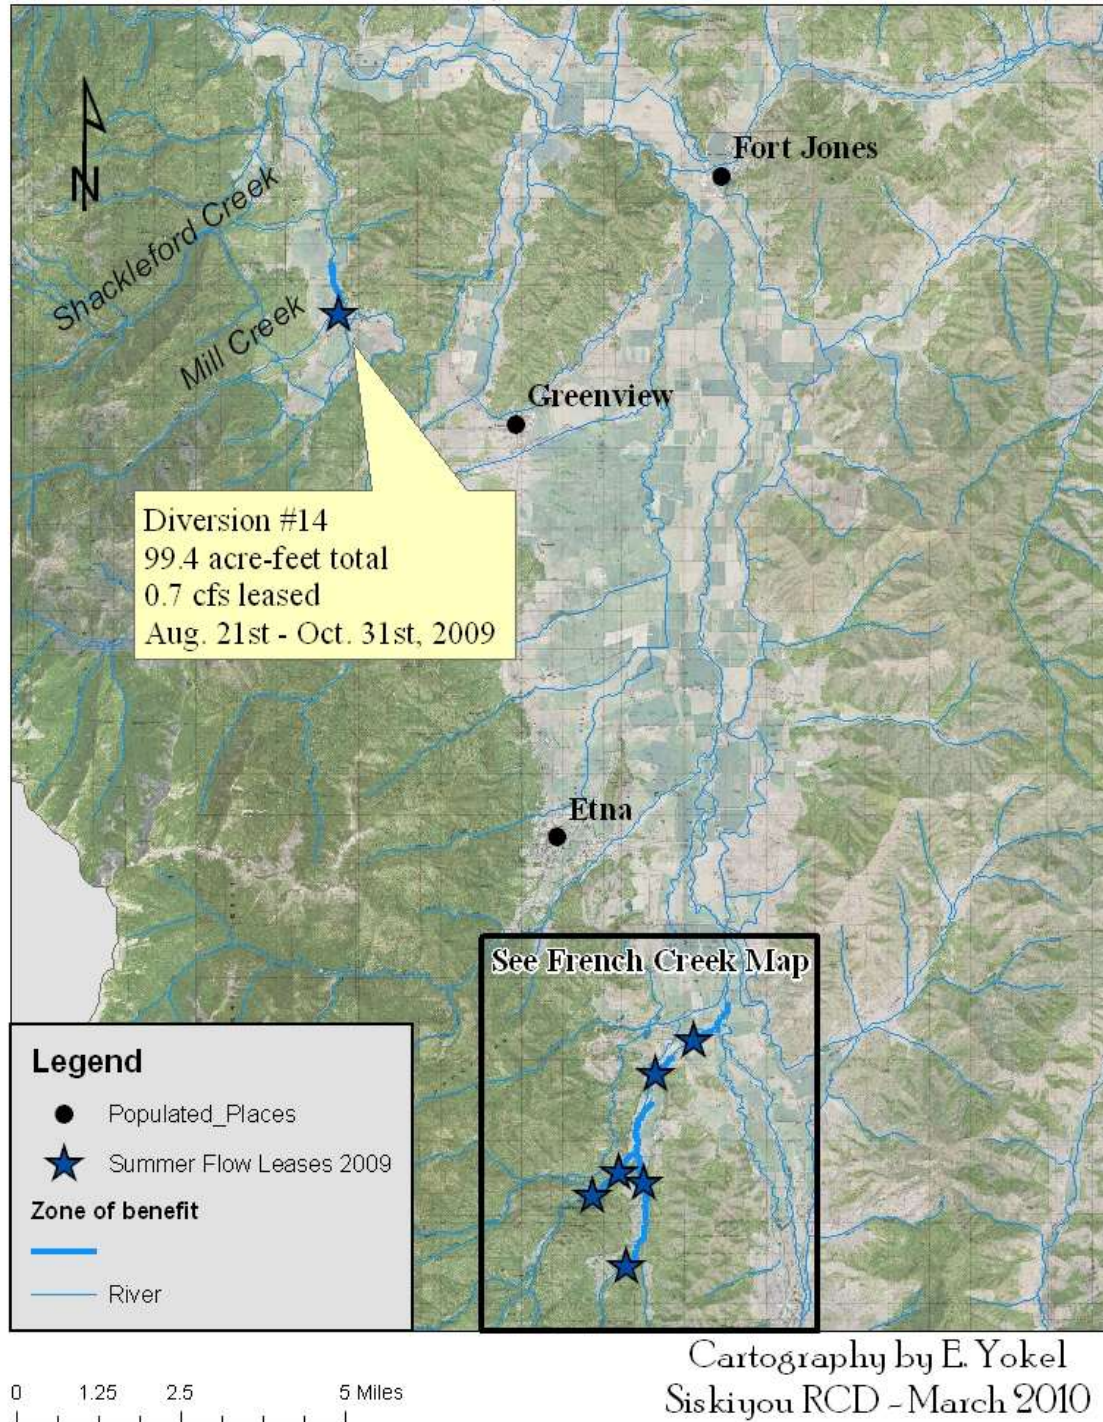 N
Fort Jones
Shackleford Creek
Mill Creek
Greenview
Diversion #14
99.4 acre-feet total
0.7 cfs leased
Aug. 21st - Oct. 31st, 2009
Etna
See French Creek Map
Legend
Populated_Places
Summer Flow Leases 2009
Zone of benefit
River
Cartography by E. Yokel
Siskiyou RCD - March 2010
0 1.25 2.5 5 Miles